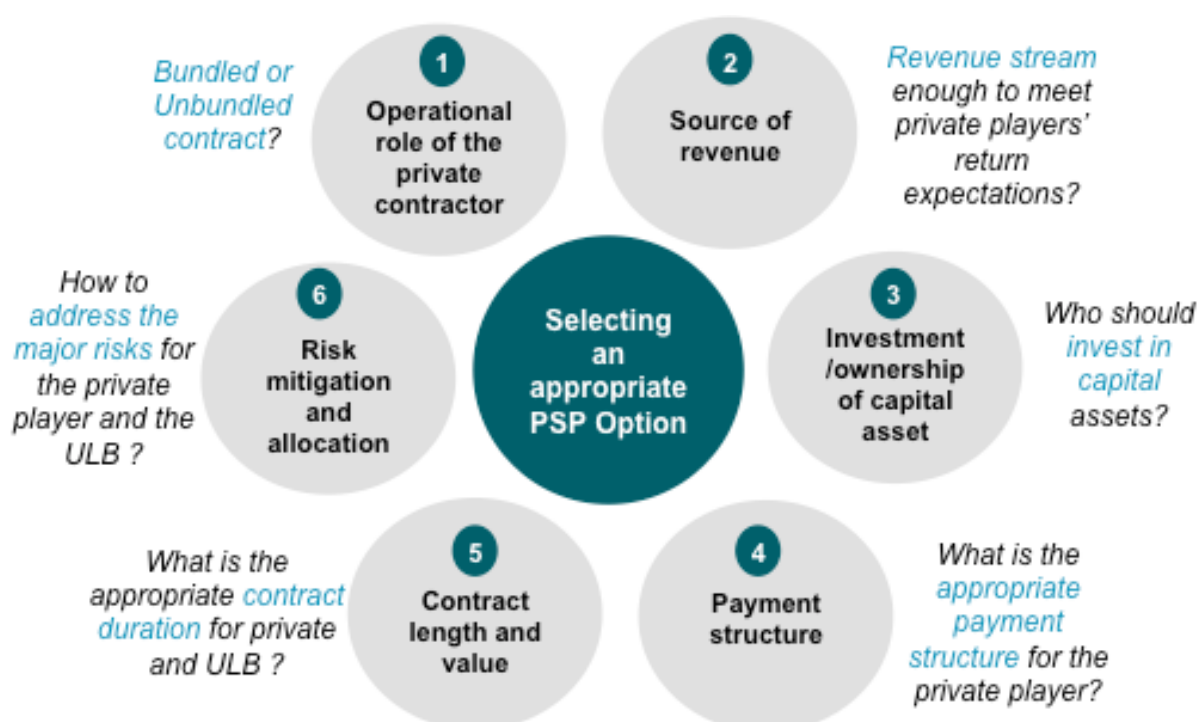 Bundled or
Unbundled
contract?
1
Operational
role of the
private
contractor
2
Source of
revenue
Revenue stream
enough to meet
private players'
return
expectations?
How to
address the
major risks for
the private
player and the
ULB ?
6
Risk
mitigation
and
allocation
Selecting
an
appropriate
PSP Option
3
Investment
/ownership
of capital
asset
Who should
invest in
capital
assets?
What is the
appropriate contract
duration for private
and ULB ?
5
Contract
length and
value
4
Payment
structure
What is the
appropriate
payment
structure for the
private player?